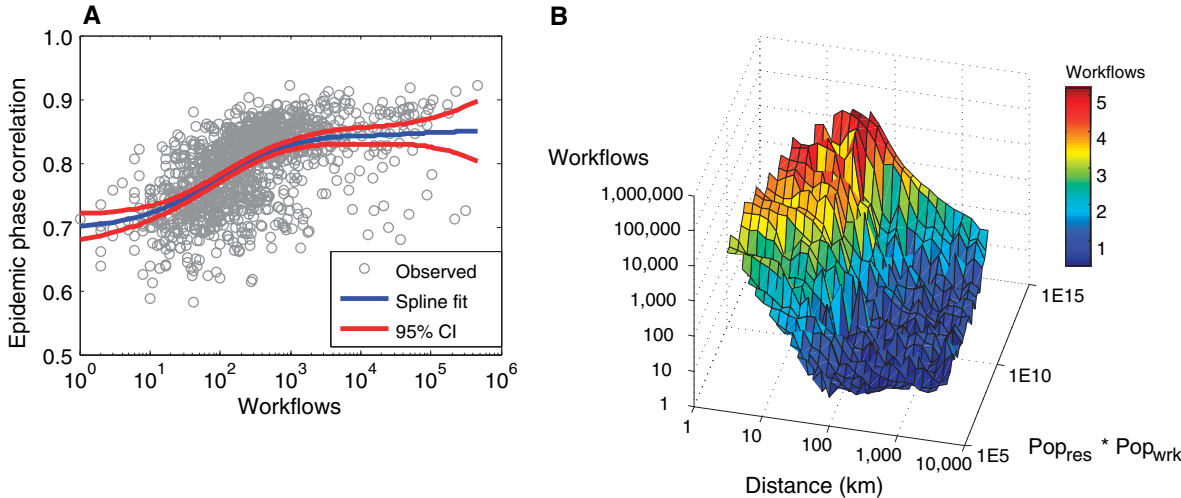 A
Epidemic phase correlation
1.0
0.9
0.8
0.7
0.6
0.5
10^0 10^1 10^2 10^3 10^4 10^5 10^6
Workflows
Observed
Spline fit
95% CI
B
Workflows
1,000,000
100,000
10,000
1,000
100
10
1
1 10 100 1,000 10,000
Distance (km)
1E5
1E10
1E15
Pop_res * Pop_wrk
Workflows
5
4
3
2
1